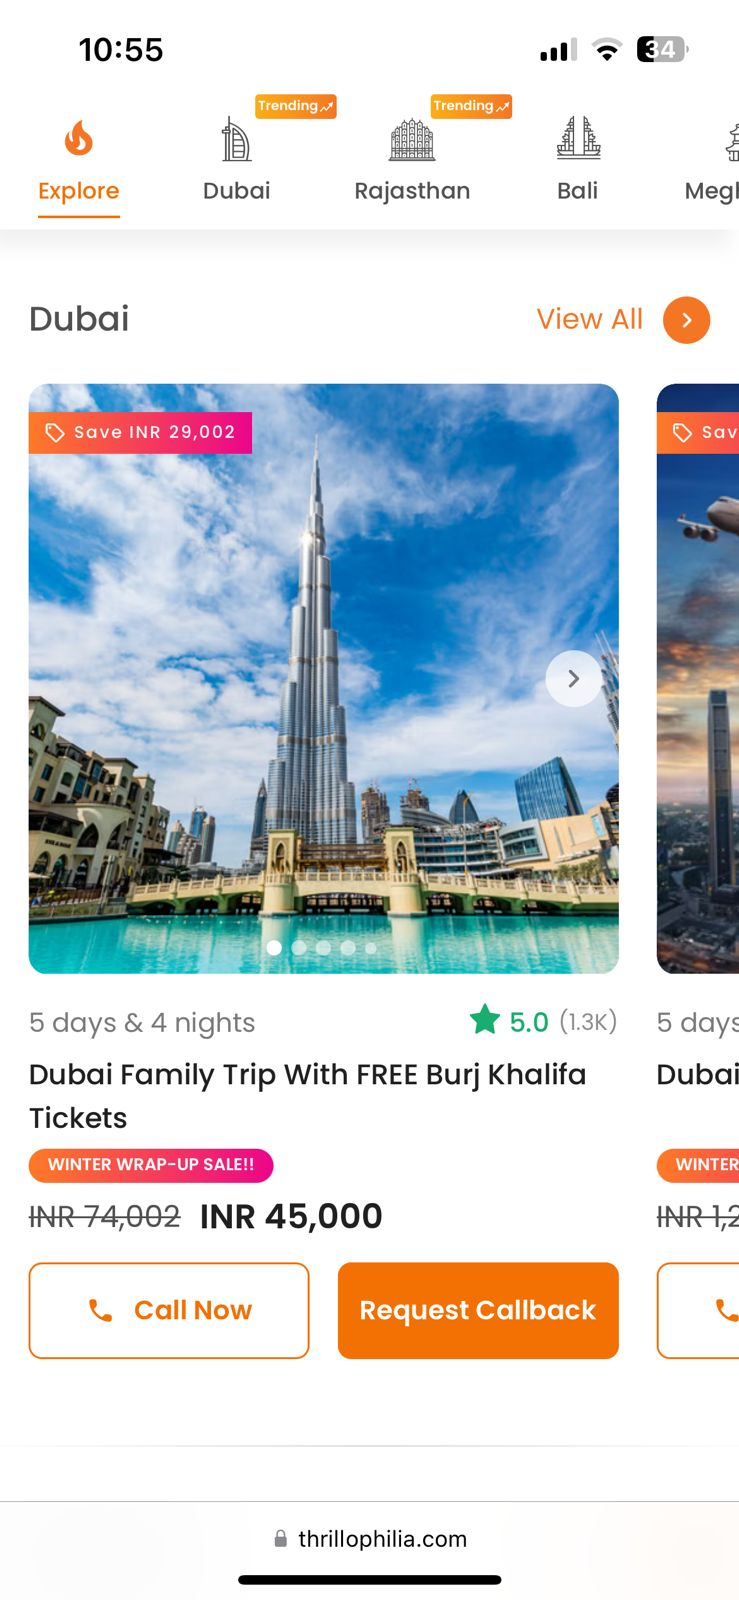 10:55
34
Trending
Trending
Explore
Dubai
Rajasthan
Bali
Megh
Dubai
View All
Save INR 29,002
Sav
5 days & 4 nights
5.0 (1.3K)
5 days
Dubai Family Trip With FREE Burj Khalifa
Tickets
Dubai
WINTER WRAP-UP SALE!!
WINTER
INR 74,002 INR 45,000
INR 1,2
Call Now
Request Callback
thrillophilia.com